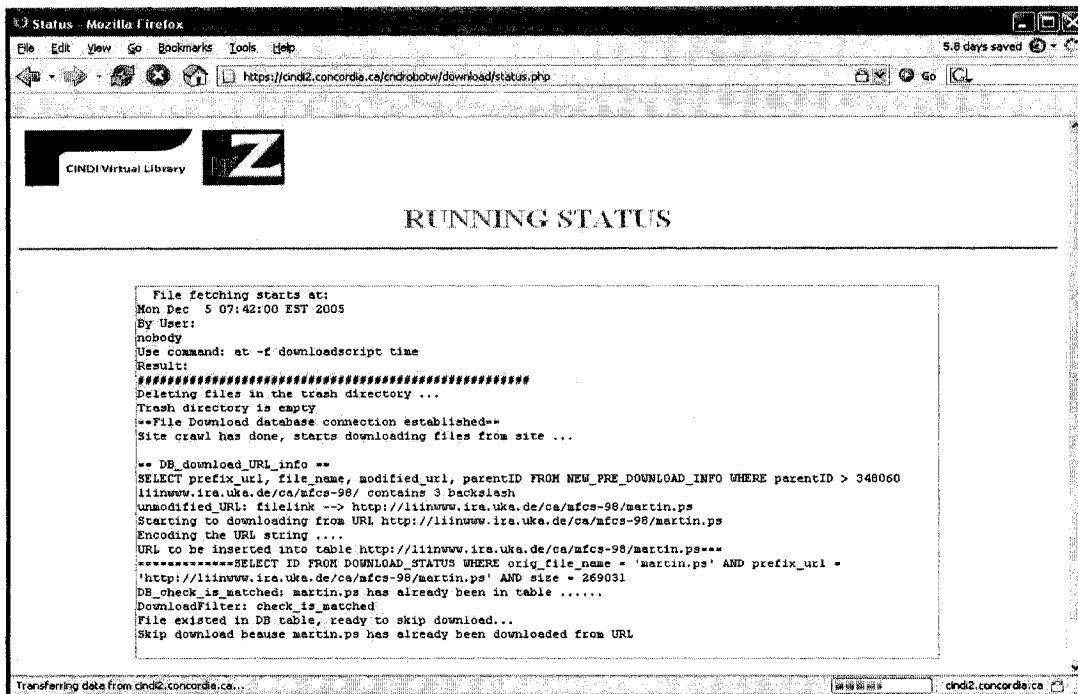 Status - Mozilla Firefox
File Edit View Go Bookmarks Tools Help
5.8 days saved
https://cindi2.concordia.ca/cndrobotw/download/status.php
Go
CINDI Virtual Library
Z
RUNNING STATUS
File fetching starts at:
Mon Dec 5 07:42:00 EST 2005
By User:
nobody
Use command: at -f downloadscript time
Result:
####################################################
Deleting files in the trash directory ...
Trash directory is empty
==File Download database connection established==
Site crawl has done, starts downloading files from site ...
== DB_download_URL_info ==
SELECT prefix_url, file_name, modified_url, parentID FROM NEW_PRE_DOWNLOAD_INFO WHERE parentID > 348060
liinwww.ira.uka.de/ca/mfcs-98/ contains 3 backslash
unmodified_URL: filelink --> http://liinwww.ira.uka.de/ca/mfcs-98/martin.ps
Starting to downloading from URL http://liinwww.ira.uka.de/ca/mfcs-98/martin.ps
Encoding the URL string ....
URL to be inserted into table http://liinwww.ira.uka.de/ca/mfcs-98/martin.ps===
=============SELECT ID FROM DOWNLOAD_STATUS WHERE orig_file_name = 'martin.ps' AND prefix_url =
'http://liinwww.ira.uka.de/ca/mfcs-98/martin.ps' AND size = 269031
DB_check_is_matched; martin.ps has already been in table ......
DownloadFilter: check_is_matched
File existed in DB table, ready to skip download...
Skip download beause martin.ps has already been downloaded from URL
Transferring data from cindi2.concordia.ca...
cindi2.concordia.ca